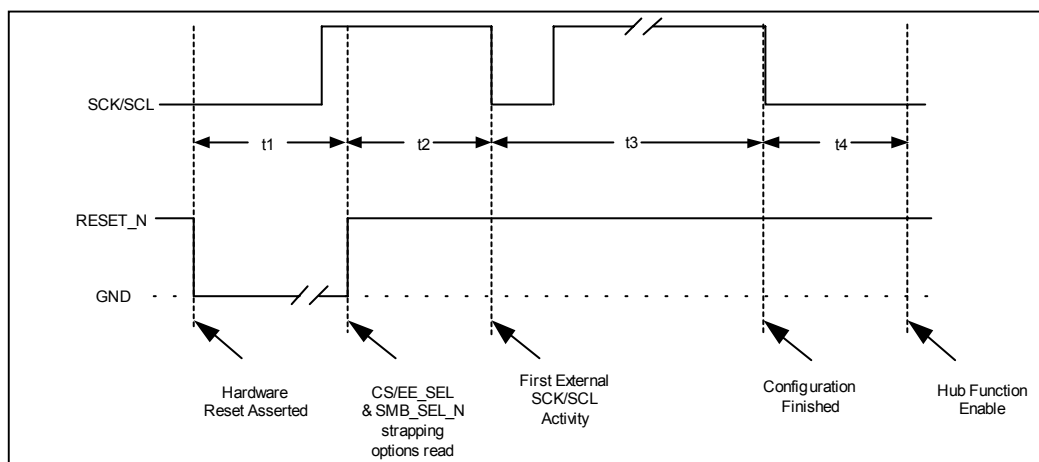 SCK/SCL
t1
t2
t3
t4
RESET_N
GND
Hardware
Reset Asserted
CS/EE_SEL
& SMB_SEL_N
strapping
options read
First External
SCK/SCL
Activity
Configuration
Finished
Hub Function
Enable